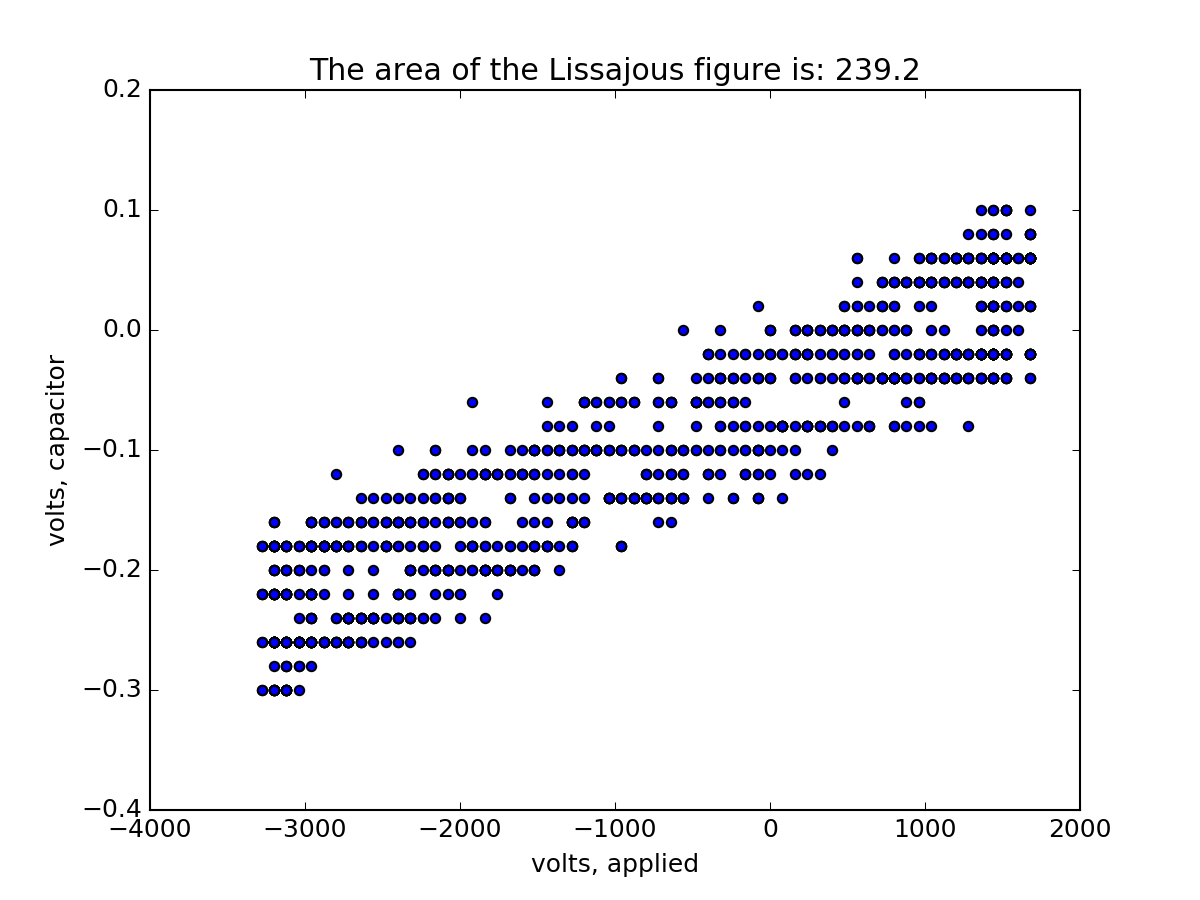 The area of the Lissajous figure is: 239.2
0.2
0.1
0.0
−0.1
−0.2
−0.3
−0.4
volts, capacitor
−4000 −3000 −2000 −1000 0 1000 2000
volts, applied